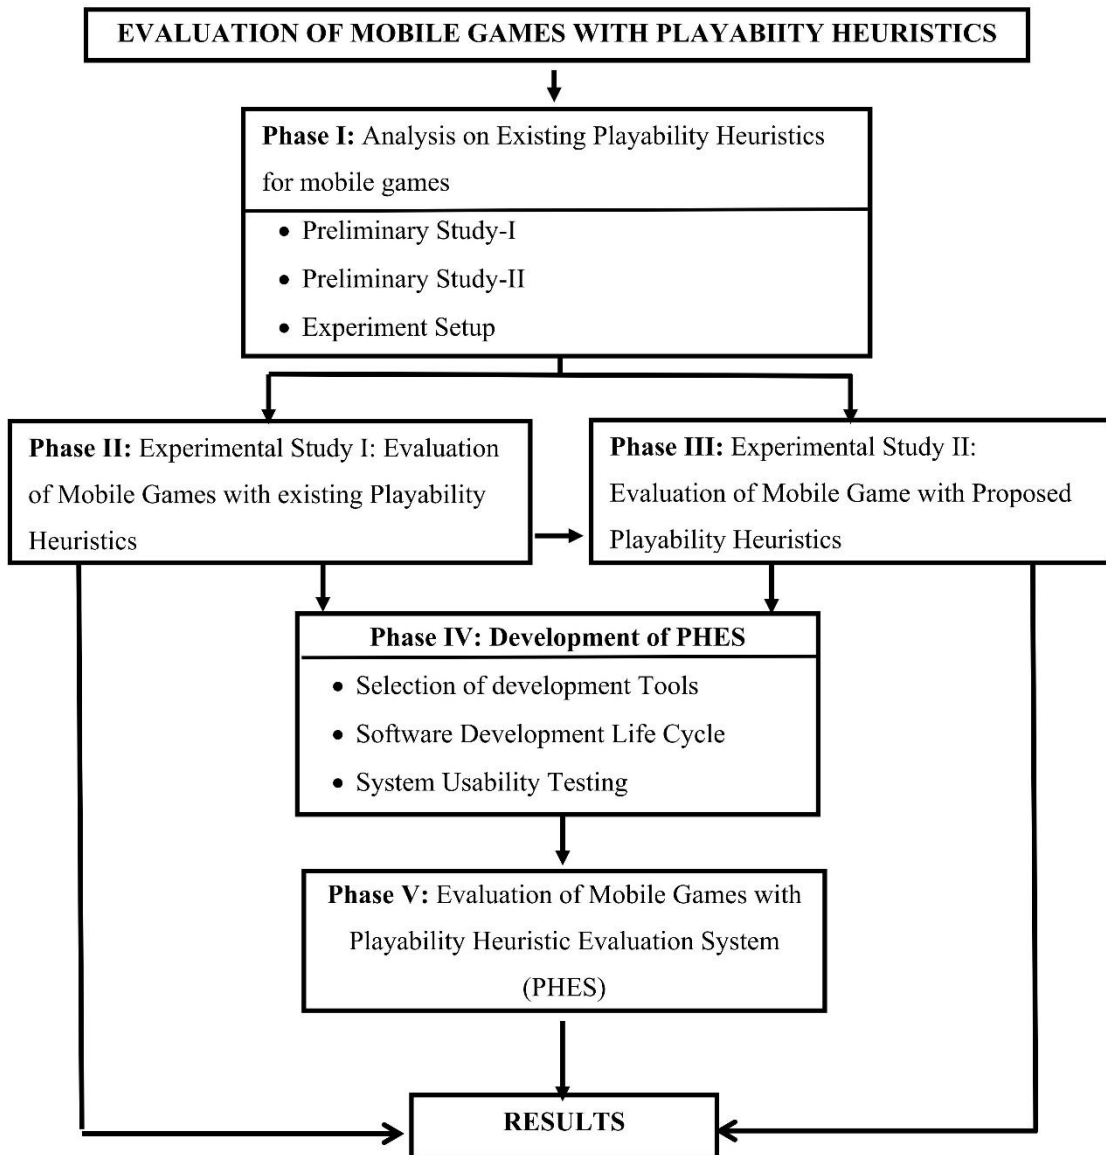 EVALUATION OF MOBILE GAMES WITH PLAYABIITY HEURISTICS
Phase I: Analysis on Existing Playability Heuristics
for mobile games
• Preliminary Study-I
• Preliminary Study-II
• Experiment Setup
Phase II: Experimental Study I: Evaluation
of Mobile Games with existing Playability
Heuristics
Phase III: Experimental Study II:
Evaluation of Mobile Game with Proposed
Playability Heuristics
Phase IV: Development of PHES
• Selection of development Tools
• Software Development Life Cycle
• System Usability Testing
Phase V: Evaluation of Mobile Games with
Playability Heuristic Evaluation System
(PHES)
RESULTS